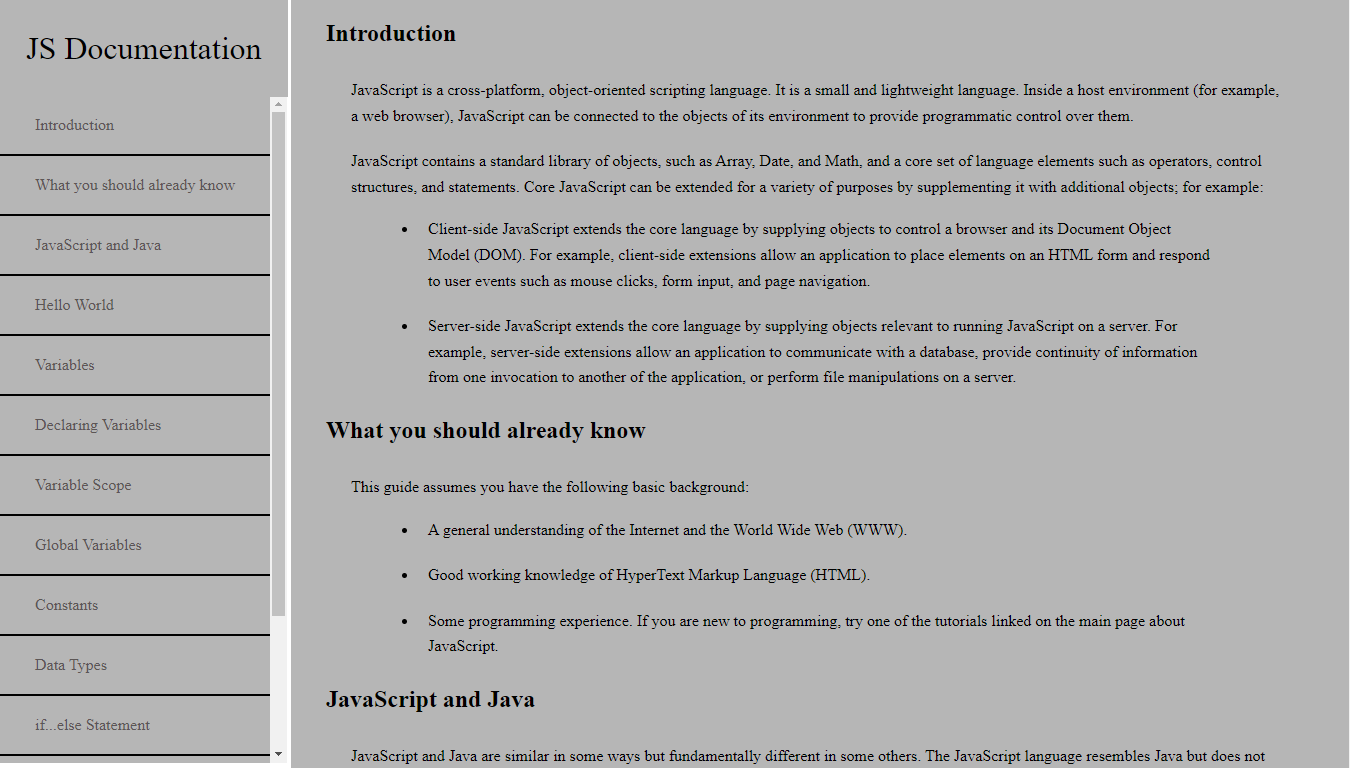 JS Documentation
Introduction
What you should already know
JavaScript and Java
Hello World
Variables
Declaring Variables
Variable Scope
Global Variables
Constants
Data Types
if...else Statement
Introduction
JavaScript is a cross-platform, object-oriented scripting language. It is a small and lightweight language. Inside a host environment (for example,
a web browser), JavaScript can be connected to the objects of its environment to provide programmatic control over them.
JavaScript contains a standard library of objects, such as Array, Date, and Math, and a core set of language elements such as operators, control
structures, and statements. Core JavaScript can be extended for a variety of purposes by supplementing it with additional objects; for example:
• Client-side JavaScript extends the core language by supplying objects to control a browser and its Document Object
Model (DOM). For example, client-side extensions allow an application to place elements on an HTML form and respond
to user events such as mouse clicks, form input, and page navigation.
• Server-side JavaScript extends the core language by supplying objects relevant to running JavaScript on a server. For
example, server-side extensions allow an application to communicate with a database, provide continuity of information
from one invocation to another of the application, or perform file manipulations on a server.
What you should already know
This guide assumes you have the following basic background:
• A general understanding of the Internet and the World Wide Web (WWW).
• Good working knowledge of HyperText Markup Language (HTML).
• Some programming experience. If you are new to programming, try one of the tutorials linked on the main page about
JavaScript.
JavaScript and Java
JavaScript and Java are similar in some ways but fundamentally different in some others. The JavaScript language resembles Java but does not